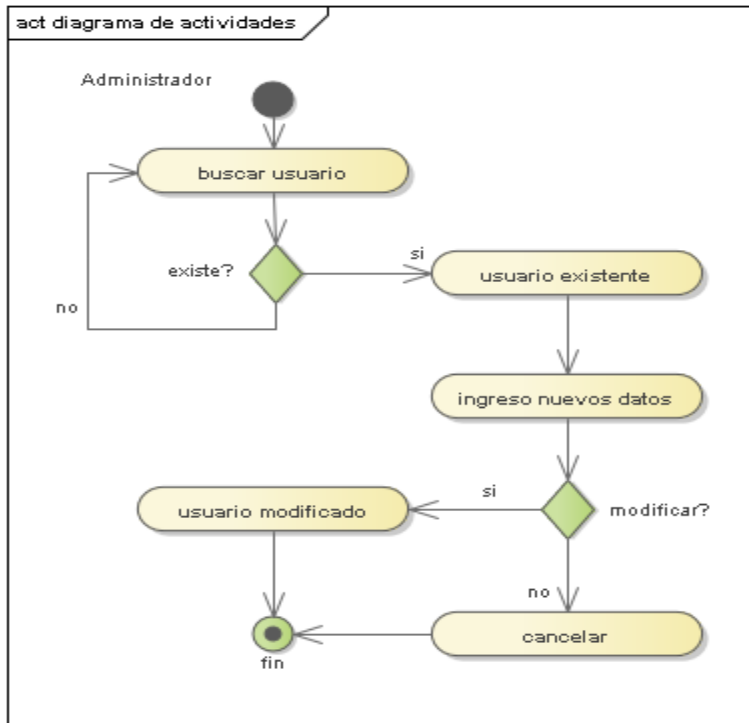 act diagrama de actividades
Administrador
buscar usuario
existe?
si
usuario existente
no
ingreso nuevos datos
si
usuario modificado
modificar?
no
cancelar
fin